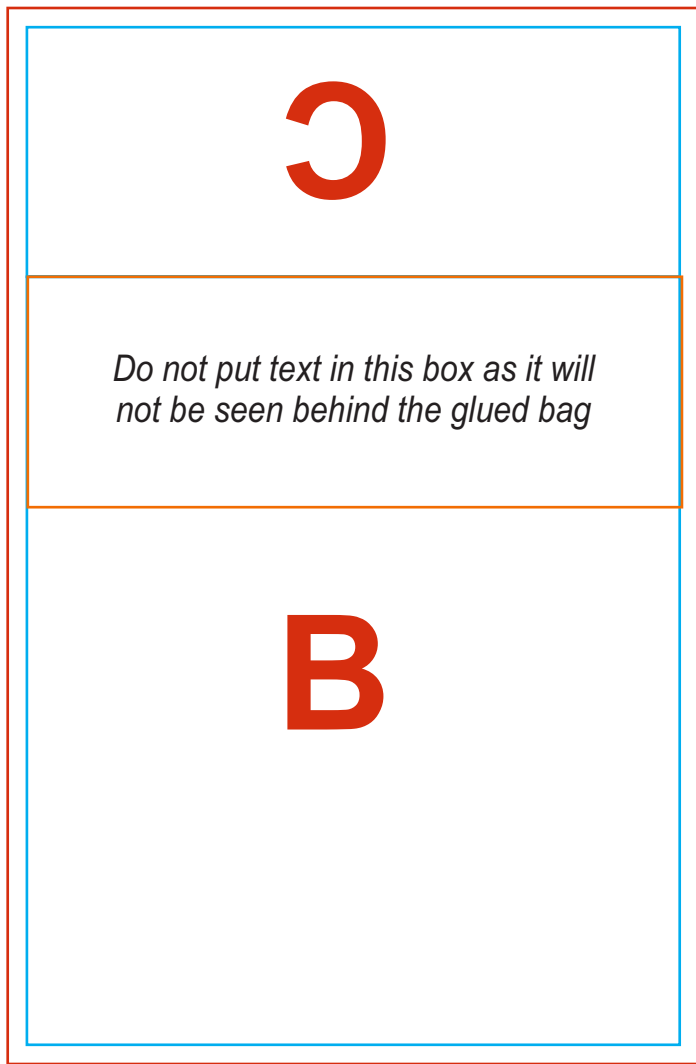 C
Do not put text in this box as it will
not be seen behind the glued bag
B